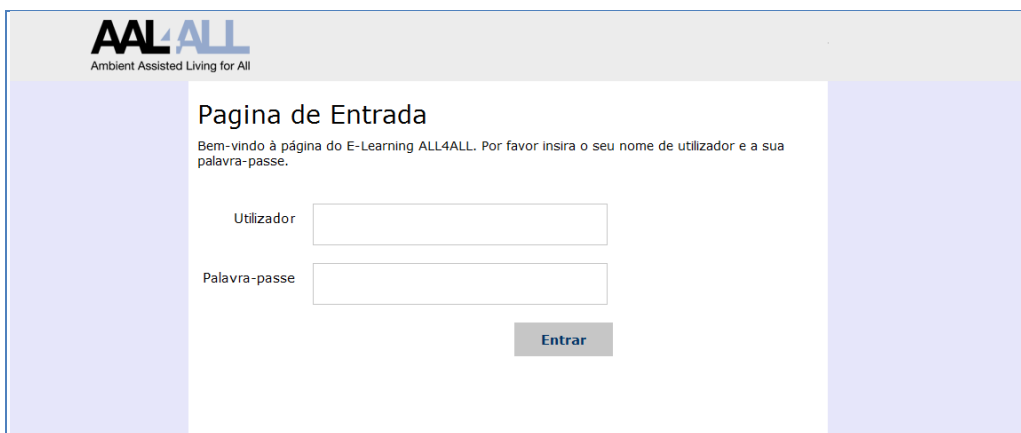 AAL4ALL
Ambient Assisted Living for All
Pagina de Entrada
Bem-vindo à página do E-Learning ALL4ALL. Por favor insira o seu nome de utilizador e a sua
palavra-passe.
Utilizador
Palavra-passe
Entrar